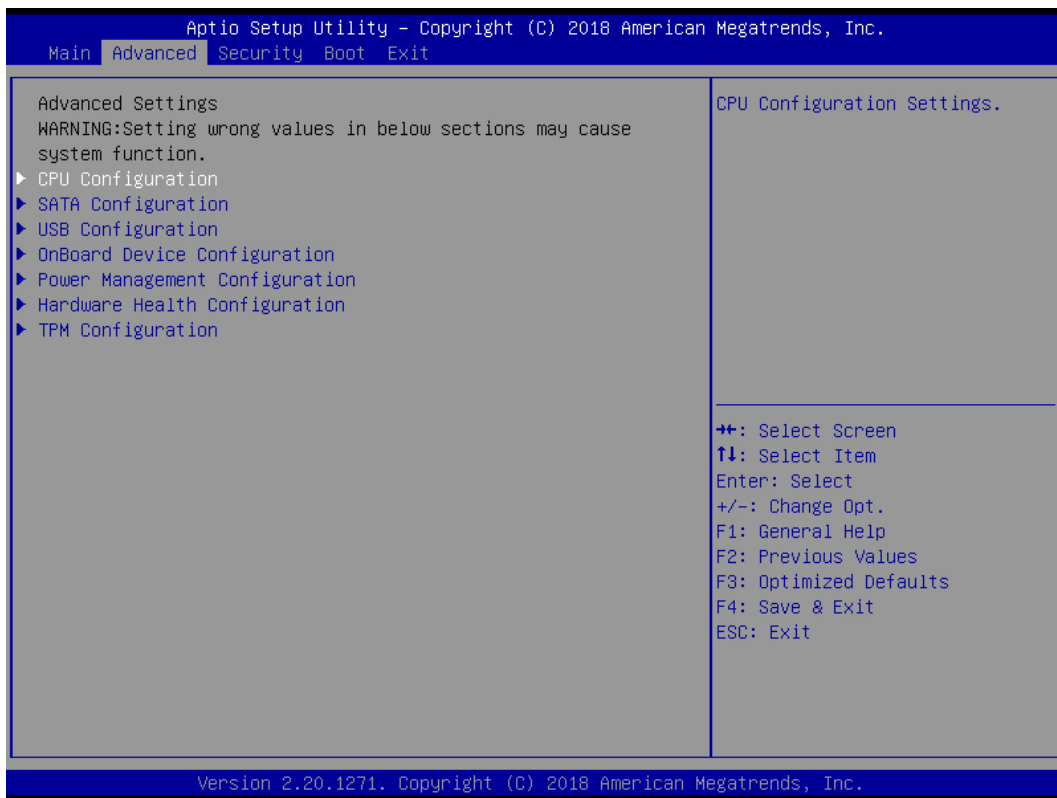 Aptio Setup Utility – Copyright (C) 2018 American Megatrends, Inc.
Main Advanced Security Boot Exit
Advanced Settings
WARNING:Setting wrong values in below sections may cause
system function.
▶ CPU Configuration
▶ SATA Configuration
▶ USB Configuration
▶ OnBoard Device Configuration
▶ Power Management Configuration
▶ Hardware Health Configuration
▶ TPM Configuration
CPU Configuration Settings.
→←: Select Screen
↑↓: Select Item
Enter: Select
+/-: Change Opt.
F1: General Help
F2: Previous Values
F3: Optimized Defaults
F4: Save & Exit
ESC: Exit
Version 2.20.1271. Copyright (C) 2018 American Megatrends, Inc.